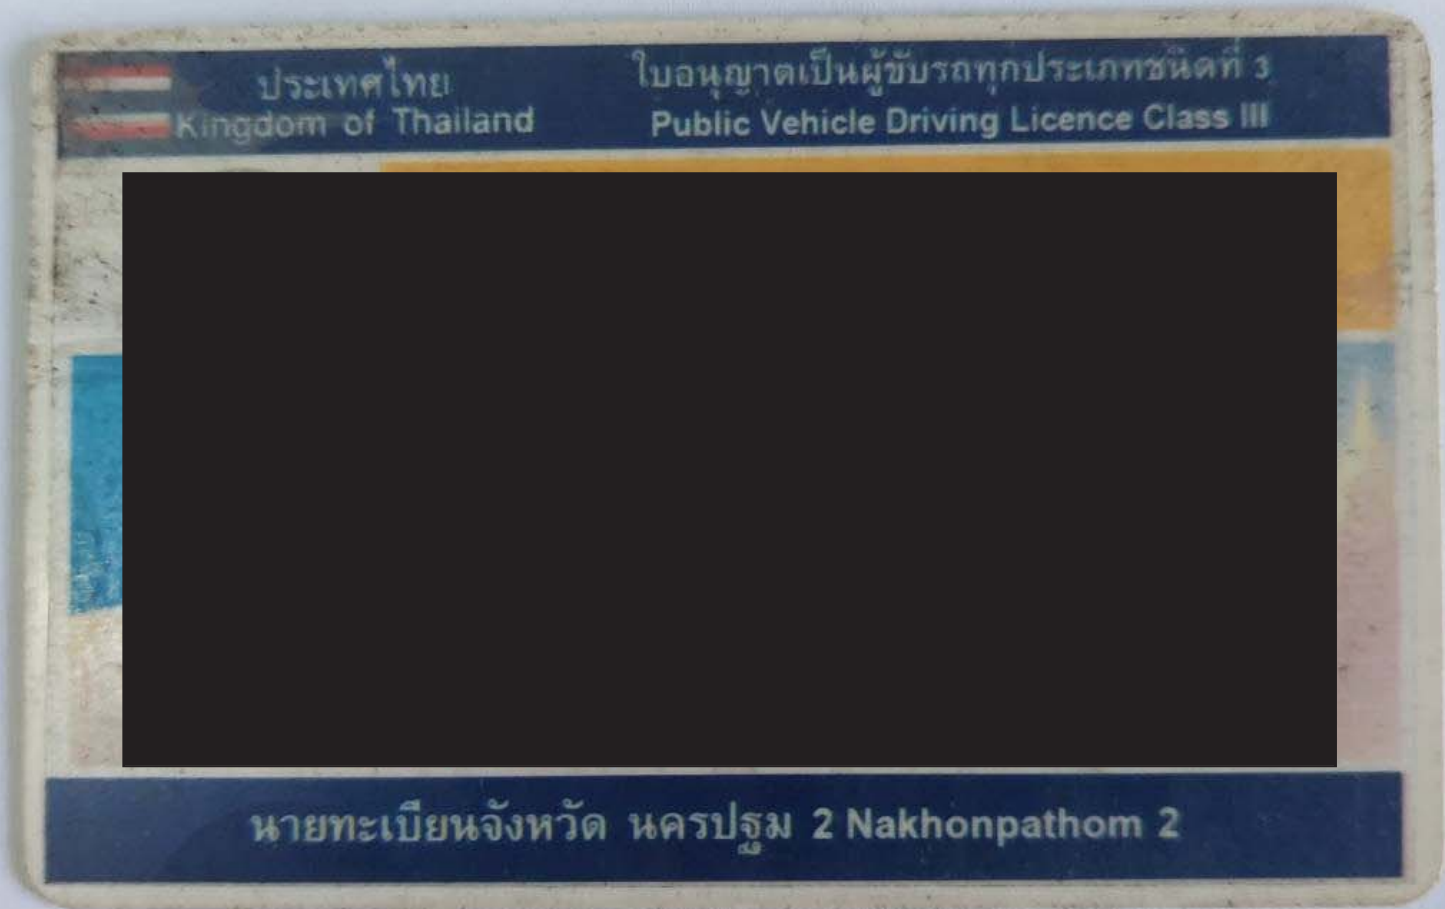 ประเทศไทย
Kingdom of Thailand
ใบอนุญาตเป็นผู้ขับรถทุกประเภทชนิดที่ 3
Public Vehicle Driving Licence Class III
นายทะเบียนจังหวัด นครปฐม 2 Nakhonpathom 2